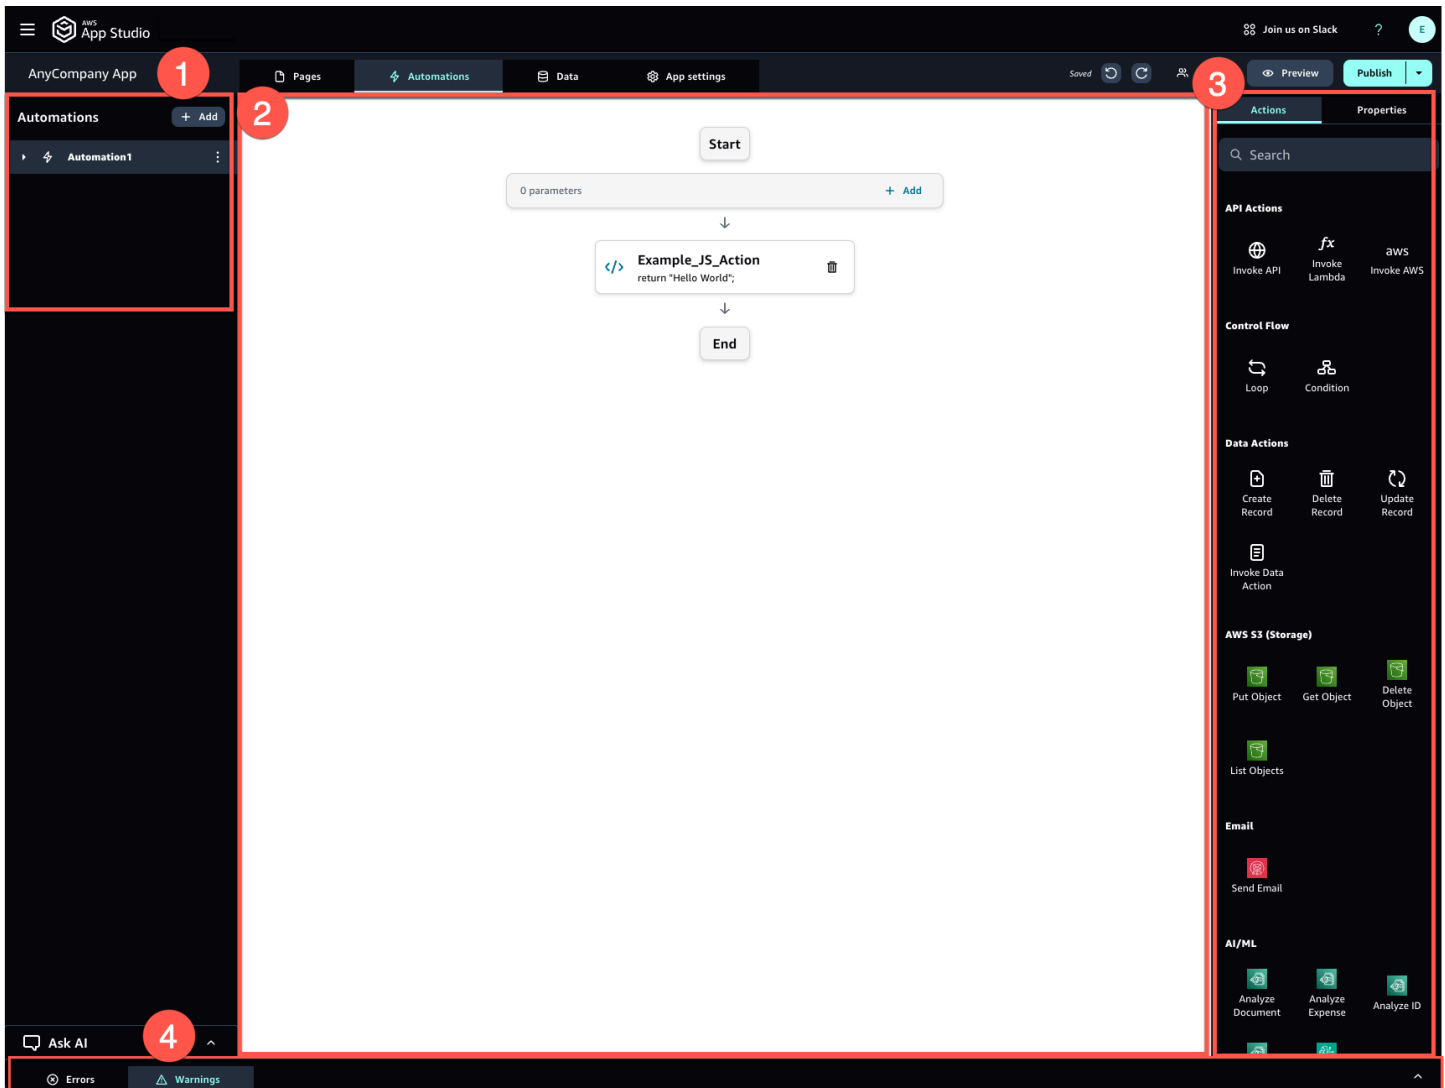 aws
App Studio
Join us on Slack
?
E
AnyCompany App
1
Pages
Automations
Data
App settings
Saved
3
Preview
Publish
Automations
+ Add
2
Actions
Properties
Automation1
Start
Search
0 parameters
+ Add
API Actions
Example_JS_Action
return "Hello World";
Invoke API
fx
Invoke
Lambda
aws
Invoke AWS
End
Control Flow
Loop
Condition
Data Actions
Create
Record
Delete
Record
Update
Record
Invoke Data
Action
AWS S3 (Storage)
Put Object
Get Object
Delete
Object
List Objects
Email
Send Email
AI/ML
Analyze
Document
Analyze
Expense
Analyze ID
Ask AI
4
Errors
Warnings